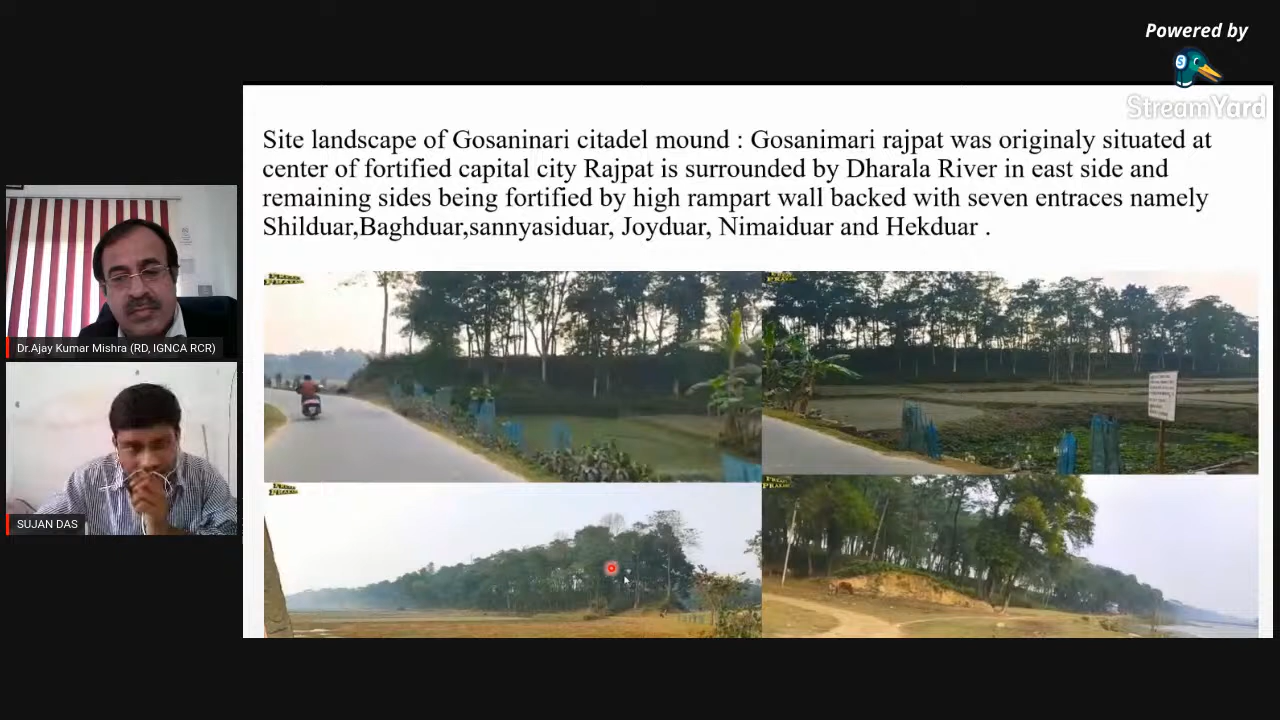 Powered by
StreamYard
Site landscape of Gosaninari citadel mound : Gosanimari rajpat was originaly situated at
center of fortified capital city Rajpat is surrounded by Dharala River in east side and
remaining sides being fortified by high rampart wall backed with seven entraces namely
Shilduar,Baghduar,sannyasiduar, Joyduar, Nimaiduar and Hekduar .
Dr.Ajay Kumar Mishra (RD, IGNCA RCR)
SUJAN DAS